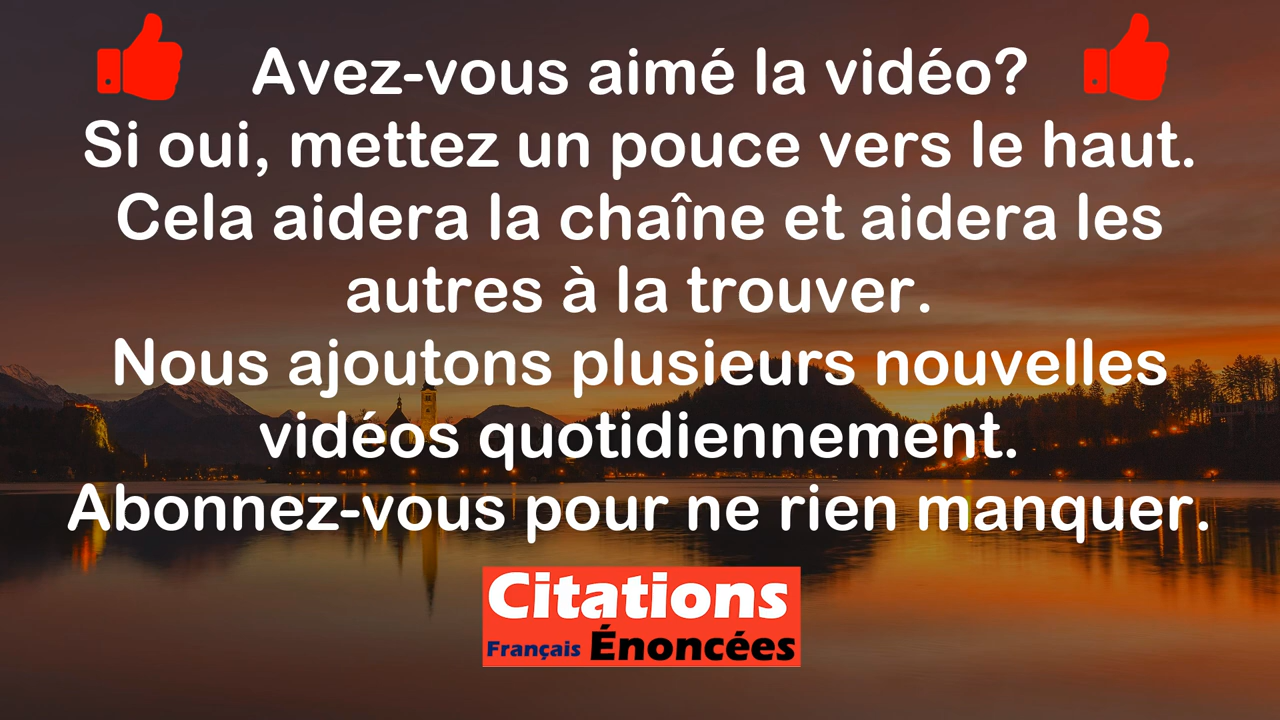 Avez-vous aimé la vidéo?
Si oui, mettez un pouce vers le haut.
Cela aidera la chaîne et aidera les
autres à la trouver.
Nous ajoutons plusieurs nouvelles
vidéos quotidiennement.
Abonnez-vous pour ne rien manquer.
Citations
Français Énoncées